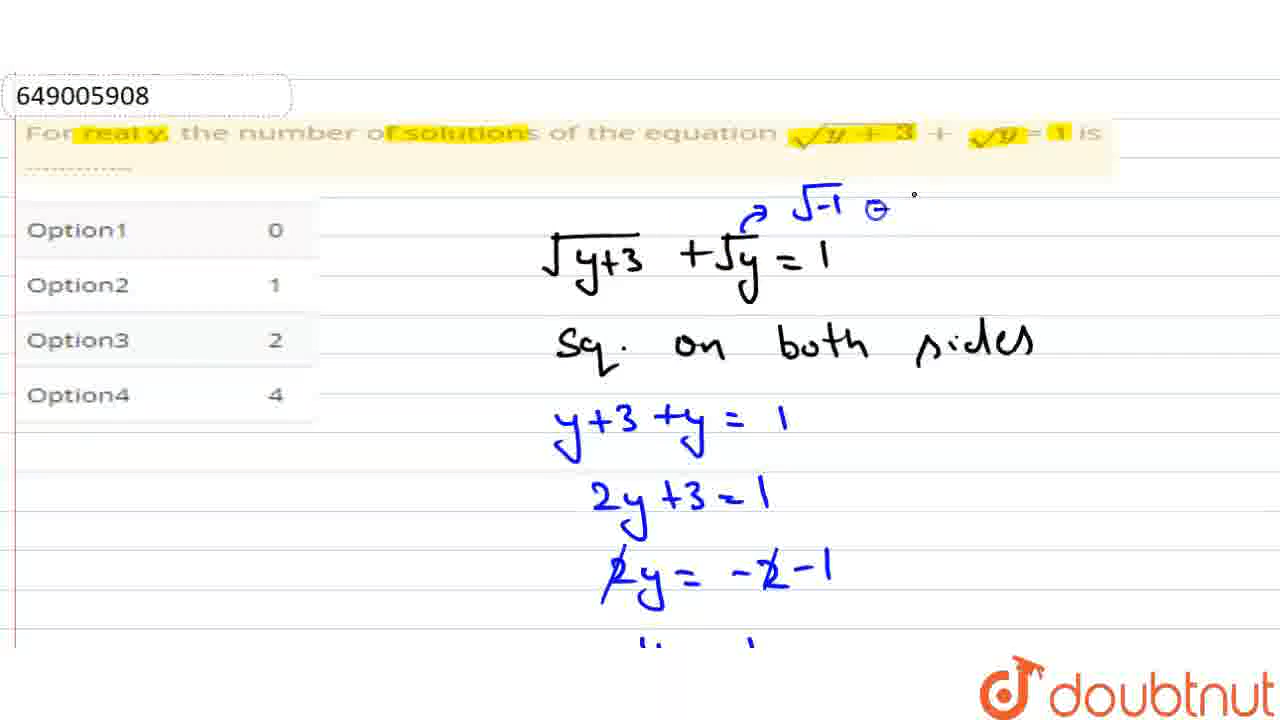 649005908
For real y, the number of solutions of the equation √y + 3 + √y = 1 is
..............
Option1 0
Option2 1
Option3 2
Option4 4
√-1
√y+3 + √y = 1
Sq. on both sides
y+3 +y = 1
2y +3 = 1
2y = -2 -1
doubtnut